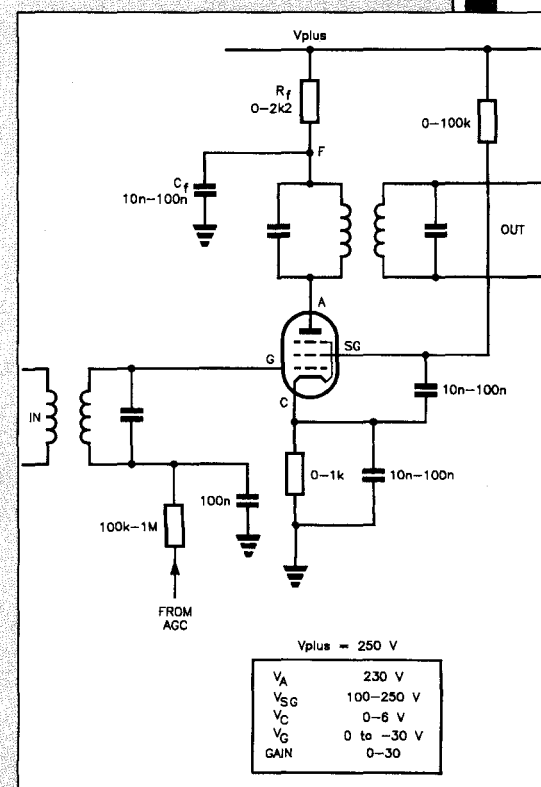 Vplus
Rf
0–2k2
0–100k
F
Cf
10n–100n
OUT
A
SG
G
C
10n–100n
IN
0–1k
10n–100n
100n
100k–1M
FROM
AGC
Vplus = 250 V
VA 230 V
VSG 100–250 V
VC 0–6 V
VG 0 to –30 V
GAIN 0–30